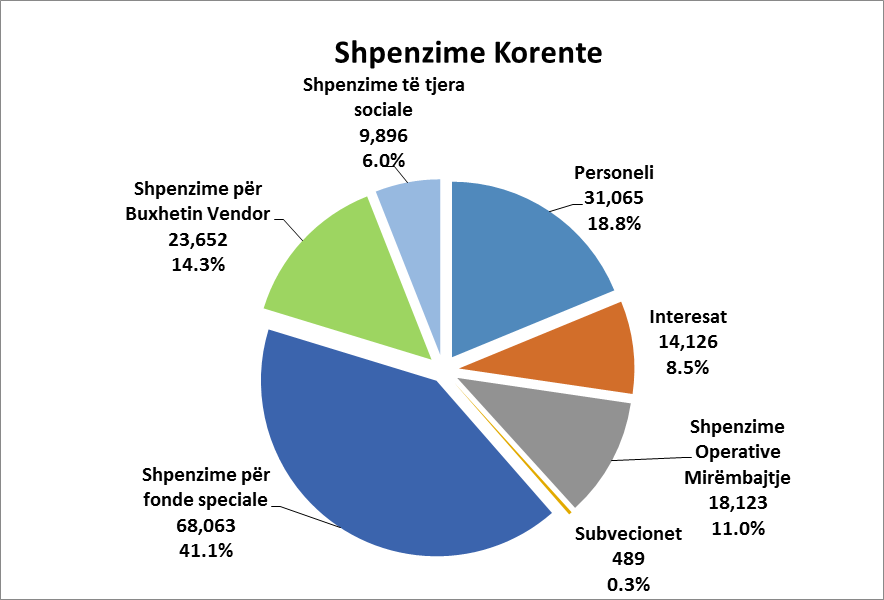 Shpenzime Korente
Shpenzime të tjera
sociale
9,896
6.0%
Personeli
31,065
18.8%
Interesat
14,126
8.5%
Shpenzime
Operative
Mirëmbajtje
18,123
11.0%
Subvecionet
489
0.3%
Shpenzime për
fonde speciale
68,063
41.1%
Shpenzime për
Buxhetin Vendor
23,652
14.3%